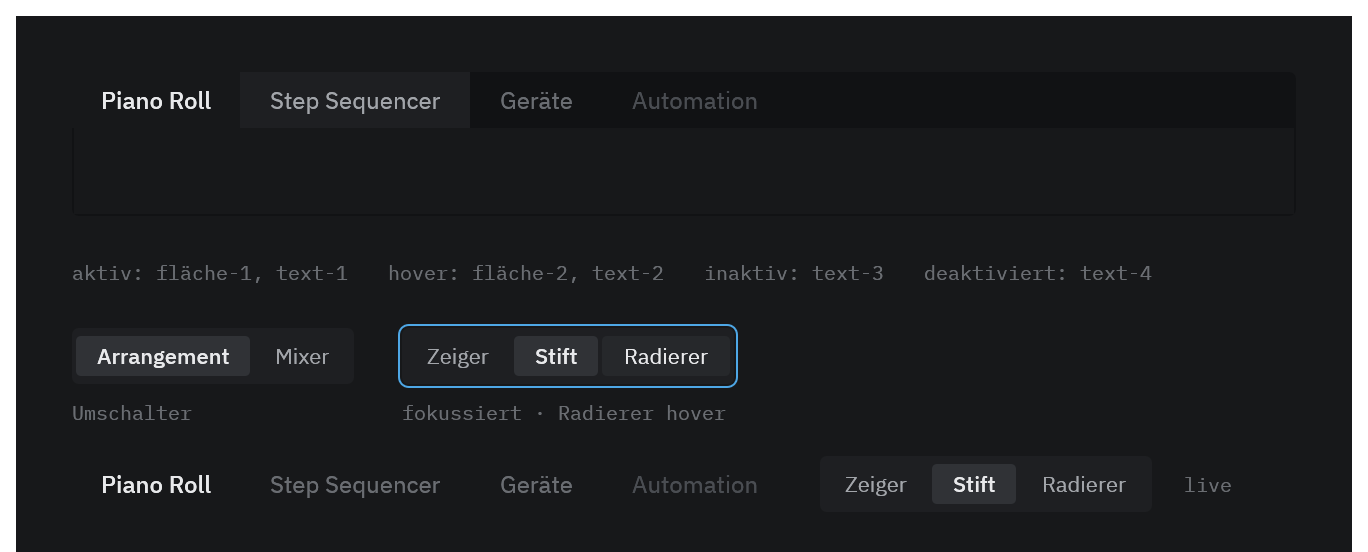 Piano Roll Step Sequencer Geräte Automation
aktiv: fläche-1, text-1 hover: fläche-2, text-2 inaktiv: text-3 deaktiviert: text-4
Arrangement Mixer Zeiger Stift Radierer
Umschalter fokussiert · Radierer hover
Piano Roll Step Sequencer Geräte Automation Zeiger Stift Radierer live